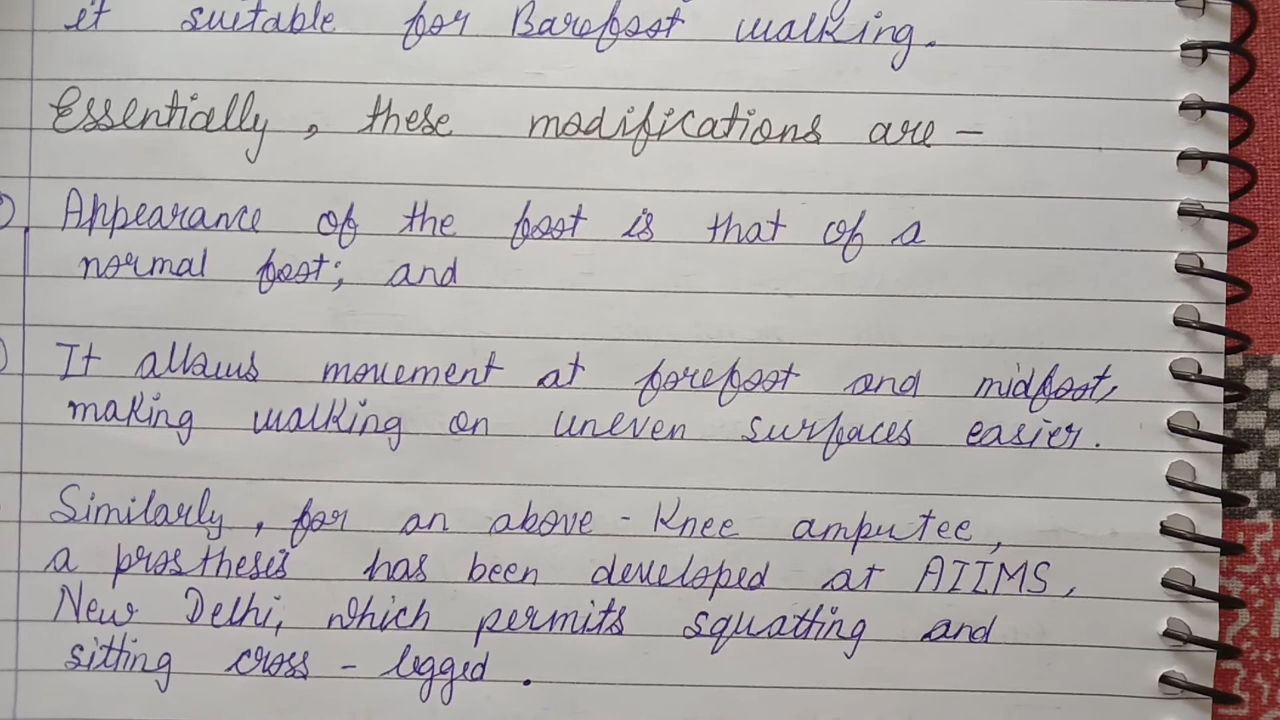 it suitable for Barefoot walking.
Essentially, these modifications are -
Appearance of the foot is that of a
normal foot; and
It allows movement at forefoot and midfoot,
making walking on uneven surfaces easier.
Similarly, for an above - Knee amputee,
a prosthesis has been developed at AIIMS,
New Delhi, which permits squatting and
sitting cross - legged.